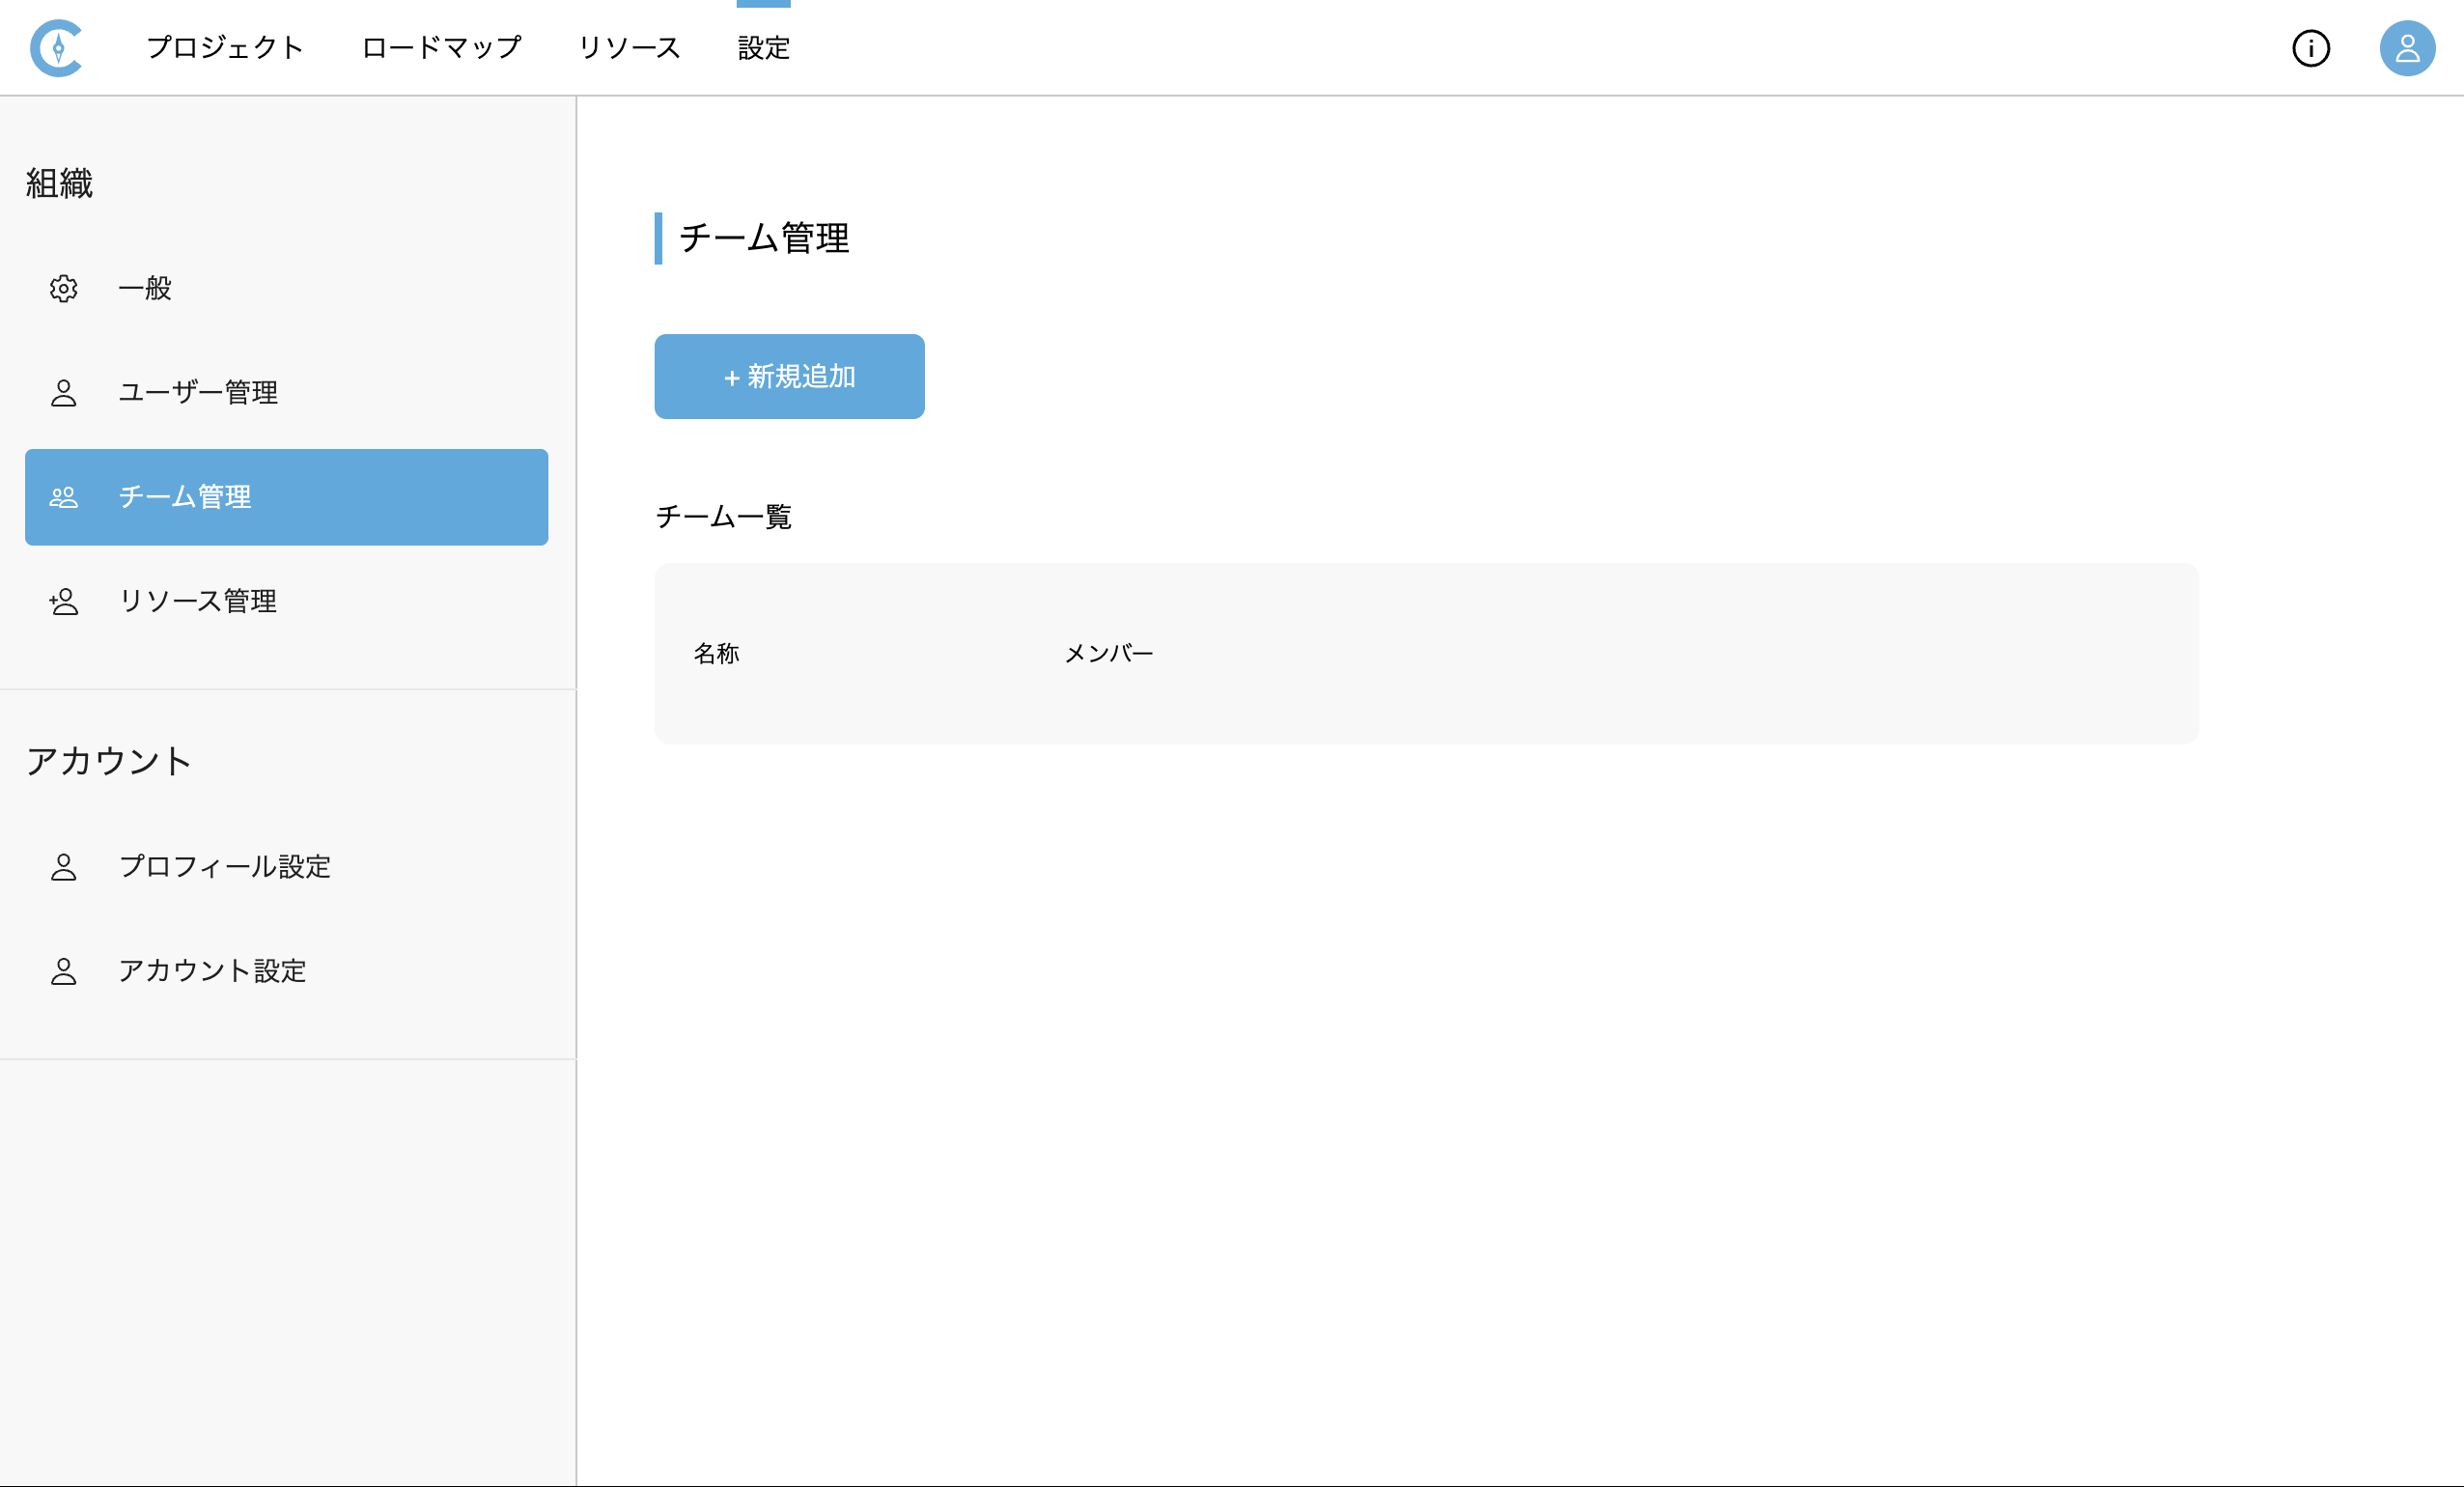 プロジェクト ロードマップ リソース 設定
組織
一般
ユーザー管理
チーム管理
リソース管理
アカウント
プロフィール設定
アカウント設定
チーム管理
+ 新規追加
チーム一覧
名称 メンバー